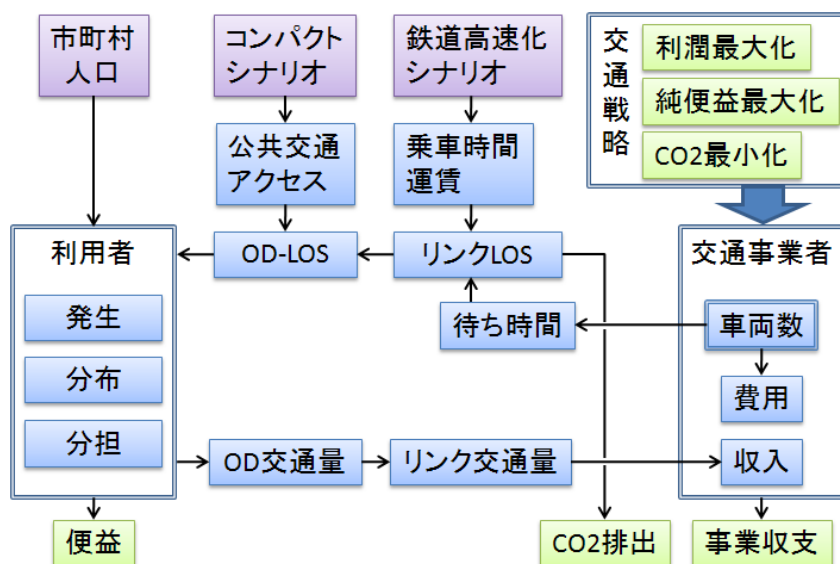 市町村
人口
コンパクト
シナリオ
鉄道高速化
シナリオ
交通戦略
利潤最大化
純便益最大化
CO2最小化
公共交通
アクセス
乗車時間
運賃
利用者
OD-LOS
リンクLOS
交通事業者
発生
待ち時間
車両数
分布
費用
分担
OD交通量
リンク交通量
収入
便益
CO2排出
事業収支